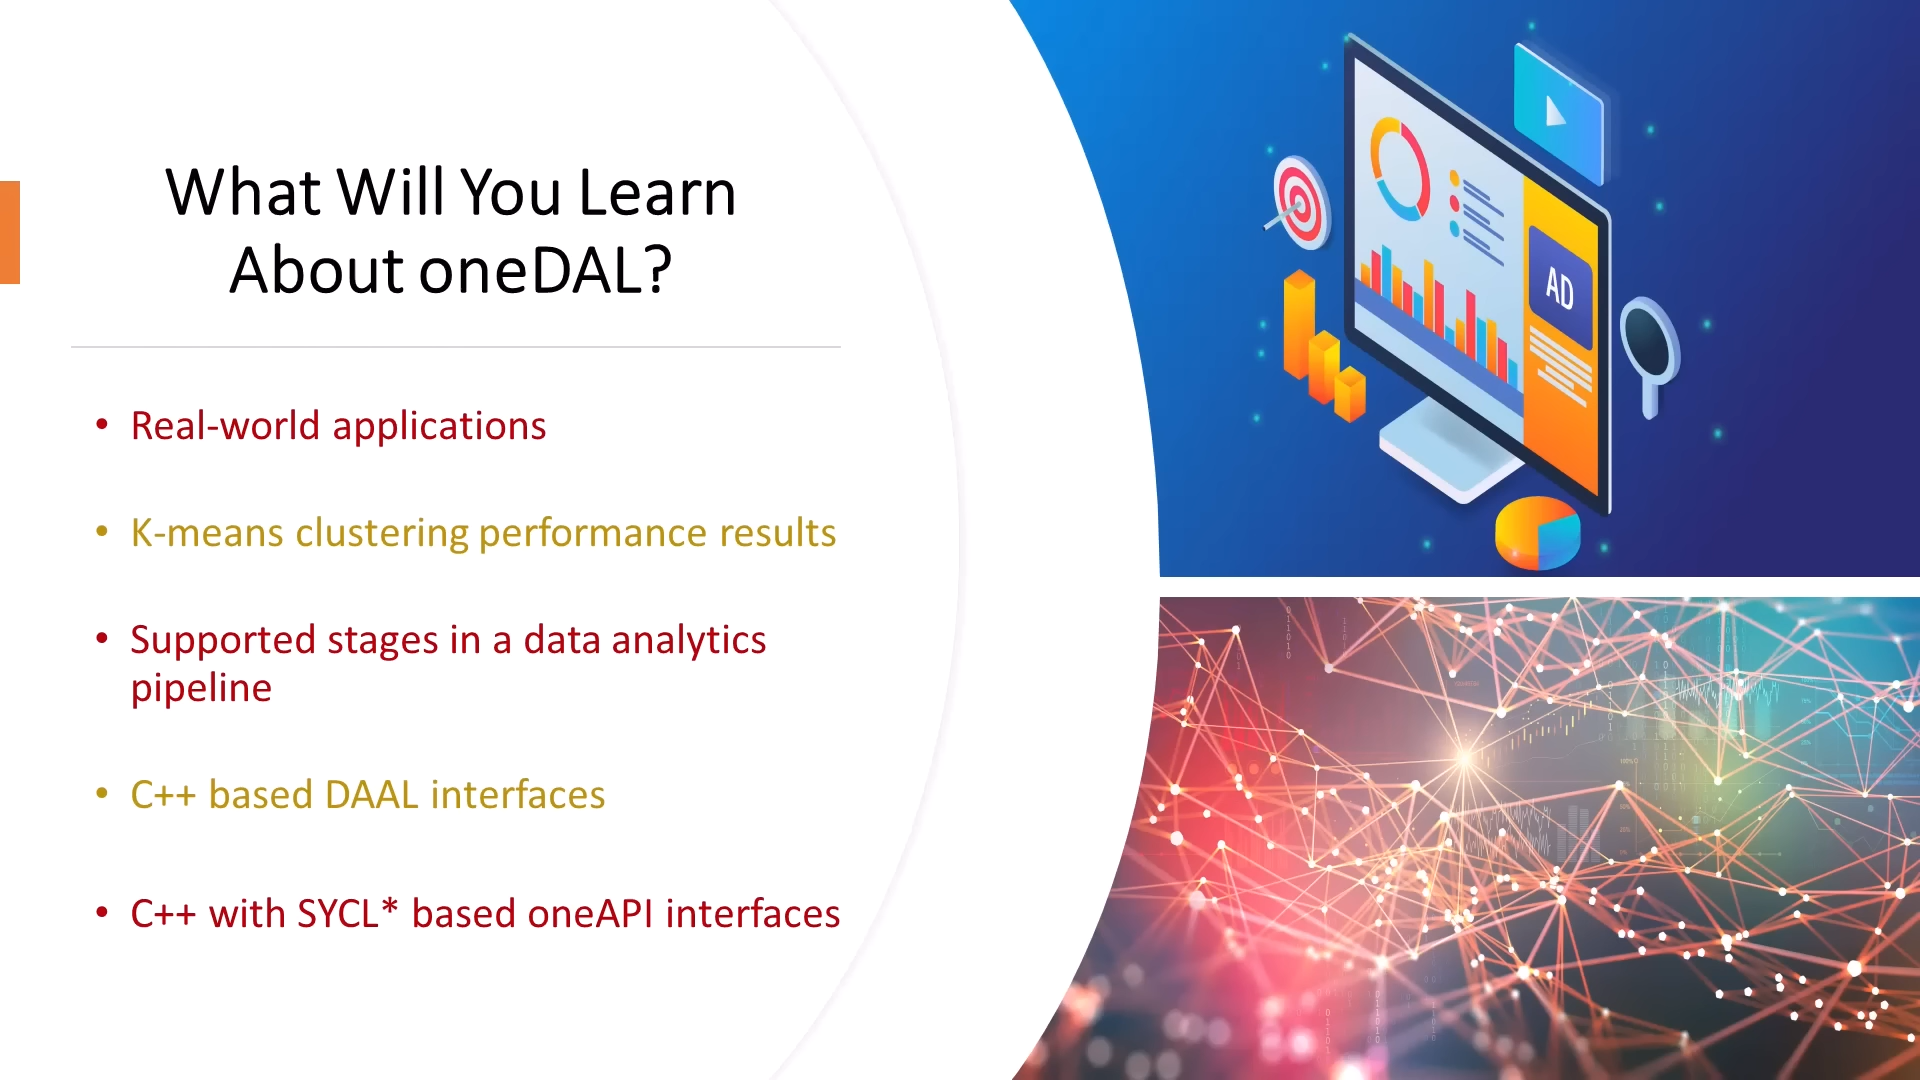 What Will You Learn
About oneDAL?
• Real-world applications
• K-means clustering performance results
• Supported stages in a data analytics
pipeline
• C++ based DAAL interfaces
• C++ with SYCL* based oneAPI interfaces
AD